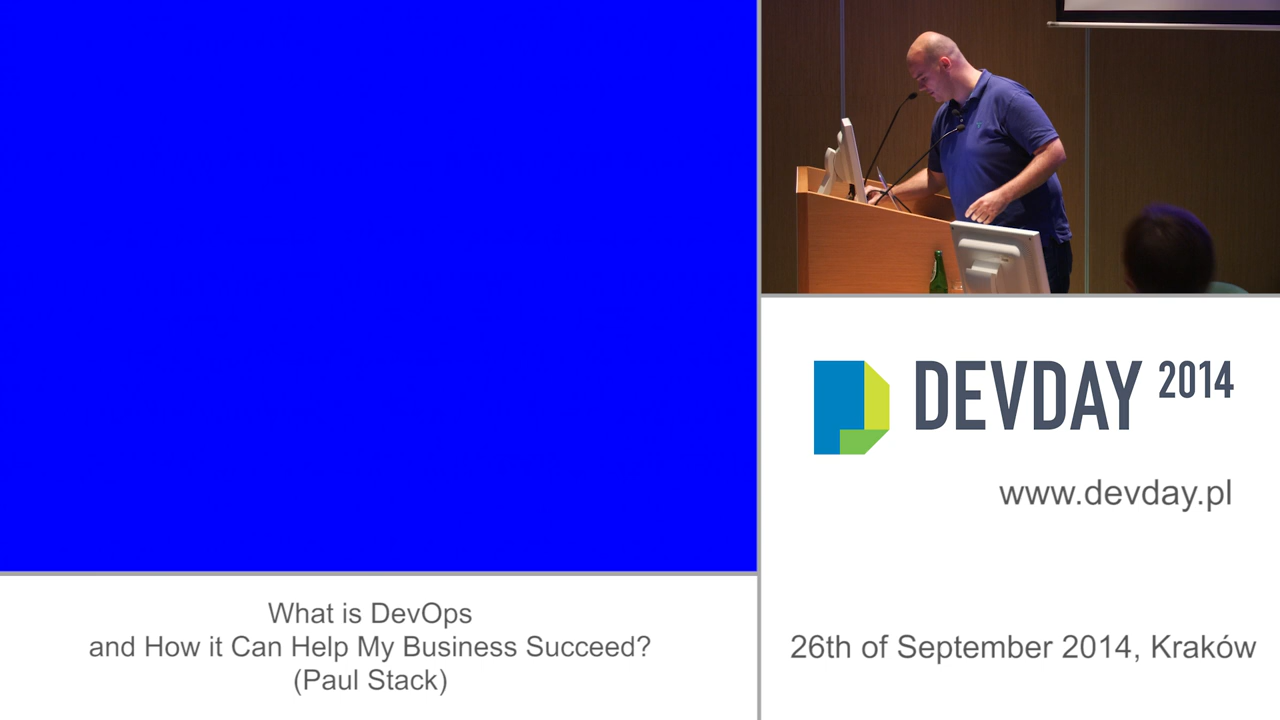 DEVDAY 2014
www.devday.pl
What is DevOps
and How it Can Help My Business Succeed?
(Paul Stack)
26th of September 2014, Kraków